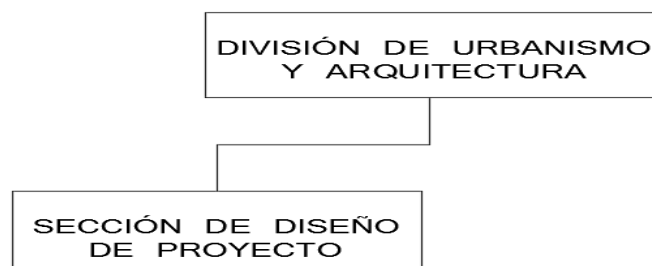 DIVISIÓN DE URBANISMO
Y ARQUITECTURA
SECCIÓN DE DISEÑO
DE PROYECTO